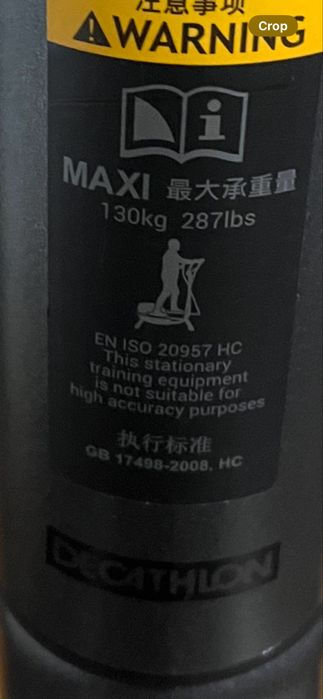 注意事项
WARNING
Crop
i
MAXI 最大承重量
130kg 287lbs
EN ISO 20957 HC
This stationary
training equipment
is not suitable for
high accuracy purposes
执行标准
GB 17498-2008, HC
DECATHLON